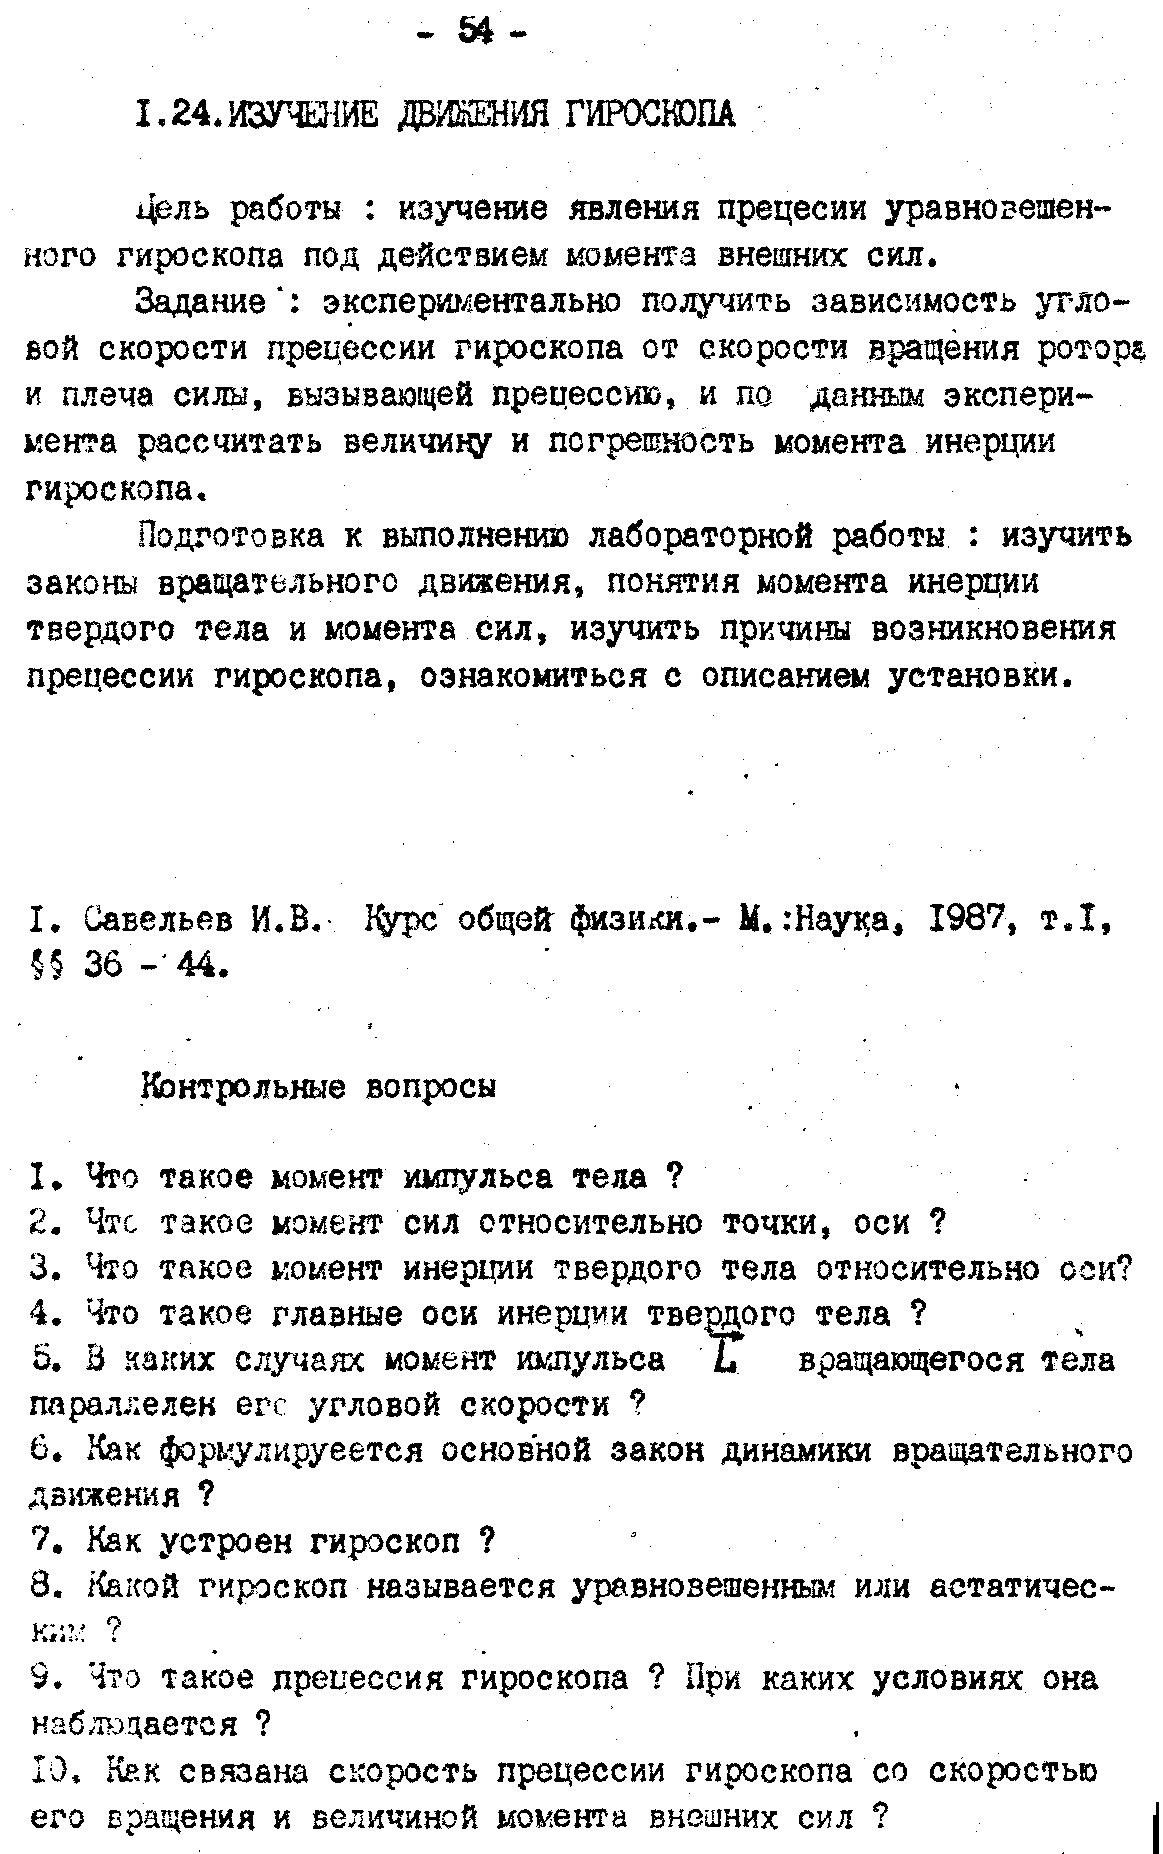 - 54 -
I.24.ИЗУЧЕНИЕ ДВИЖЕНИЯ ГИРОСКОПА
Цель работы : изучение явления прецесии уравновешен-
ного гироскопа под действием момента внешних сил.
Задание : экспериментально получить зависимость угло-
вой скорости прецессии гироскопа от скорости вращения ротора
и плеча силы, вызывающей прецессию, и по данным экспери-
мента рассчитать величину и погрешность момента инерции
гироскопа.
Подготовка к выполнению лабораторной работы : изучить
законы вращательного движения, понятия момента инерции
твердого тела и момента сил, изучить причины возникновения
прецессии гироскопа, ознакомиться с описанием установки.
I. Савельев И.В. Курс общей физики.- М.:Наука, 1987, т.I,
§§ 36 - 44.
Контрольные вопросы
I. Что такое момент импульса тела ?
2. Что такое момент сил относительно точки, оси ?
3. Что такое момент инерции твердого тела относительно оси?
4. Что такое главные оси инерции твердого тела ?
5. В каких случаях момент импульса L⃗ вращающегося тела
параллелен его угловой скорости ?
6. Как формулируеется основной закон динамики вращательного
движения ?
7. Как устроен гироскоп ?
8. Какой гироскоп называется уравновешенным или астатичес-
ким ?
9. Что такое прецессия гироскопа ? При каких условиях она
наблюдается ?
10. Как связана скорость прецессии гироскопа со скоростью
его вращения и величиной момента внешних сил ?